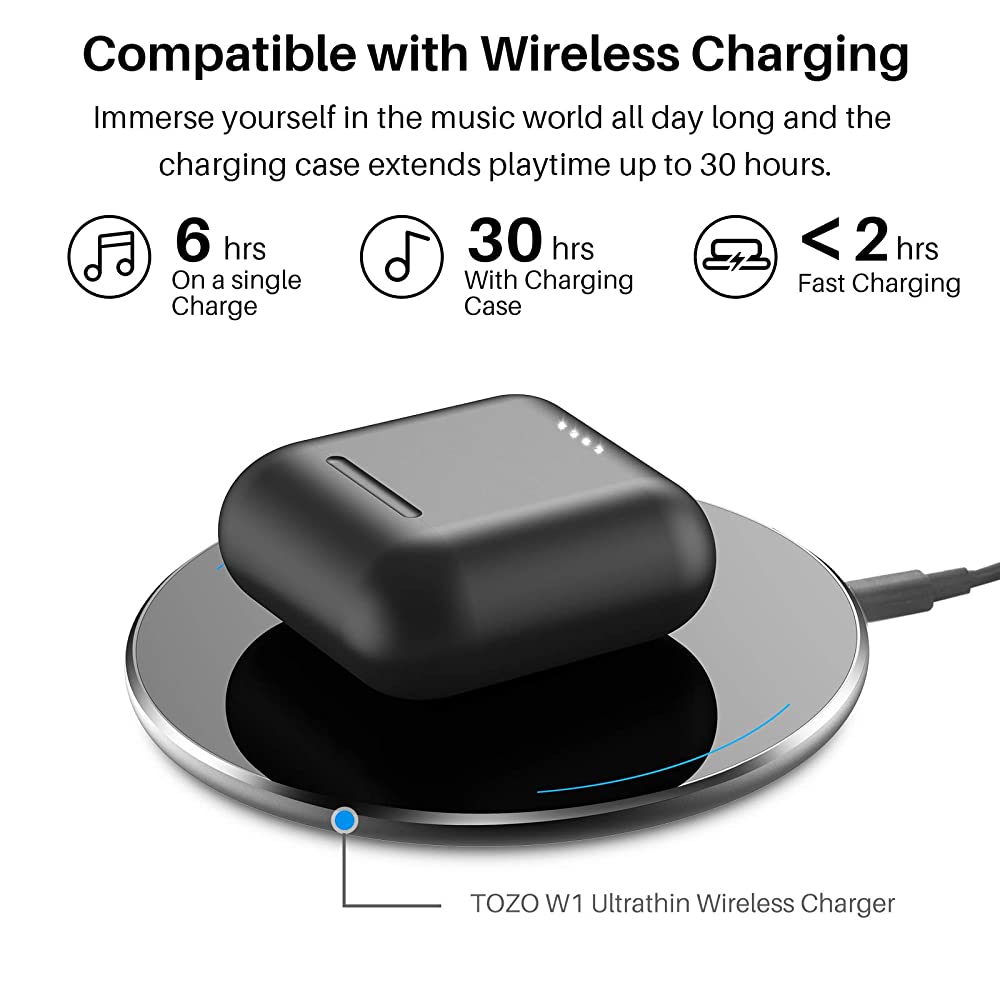 Compatible with Wireless Charging
Immerse yourself in the music world all day long and the
charging case extends playtime up to 30 hours.
6 hrs
On a single
Charge
30 hrs
With Charging
Case
< 2 hrs
Fast Charging
TOZO W1 Ultrathin Wireless Charger